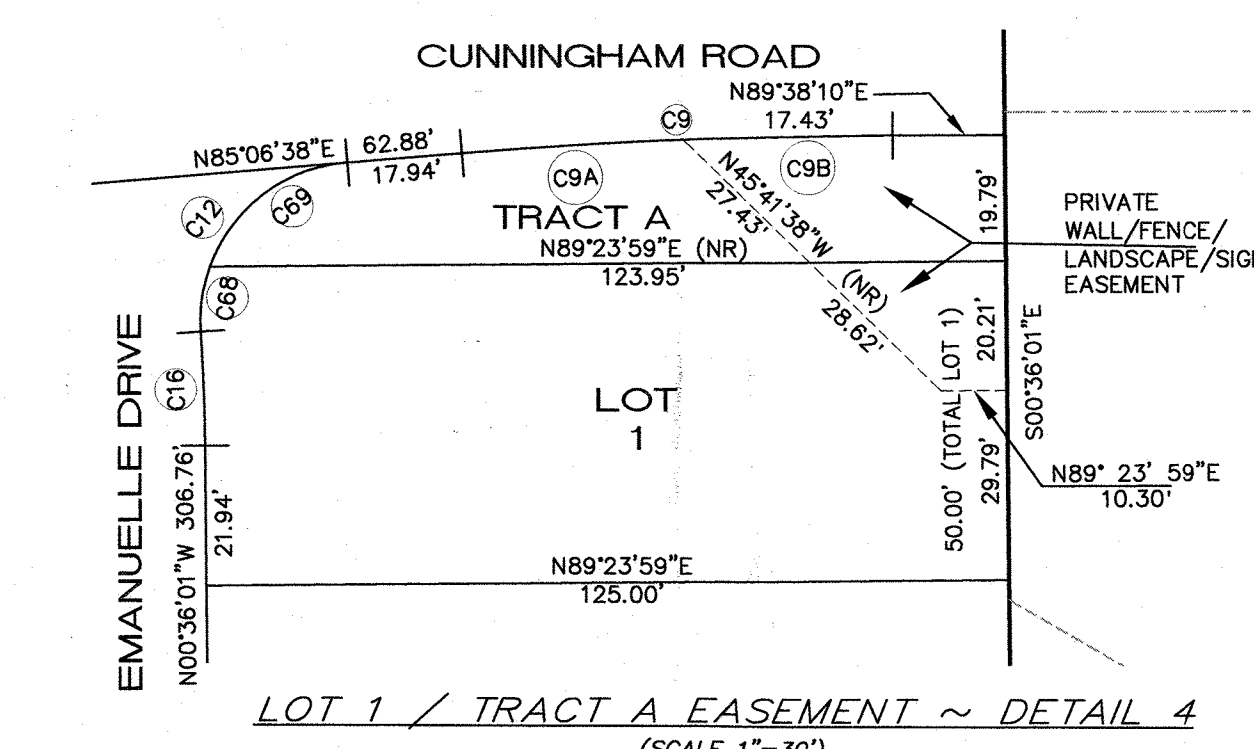 CUNNINGHAM ROAD
N89°38'10"E
17.43'
C9
N85°06'38"E
62.88'
17.94'
C9A
C9B
N45°41'38"W (NR)
27.43'
28.62'
C12
C69
TRACT A
N89°23'59"E (NR)
123.95'
19.79'
PRIVATE
WALL/FENCE/
LANDSCAPE/SIG
EASEMENT
C68
C16
EMANUELLE DRIVE
LOT
1
50.00' (TOTAL LOT 1)
20.21'
29.79'
S00°36'01"E
N89° 23' 59"E
10.30'
N00°36'01"W 306.76'
21.94'
N89°23'59"E
125.00'
LOT 1 / TRACT A EASEMENT ~ DETAIL 4
(SCALE 1"=30')